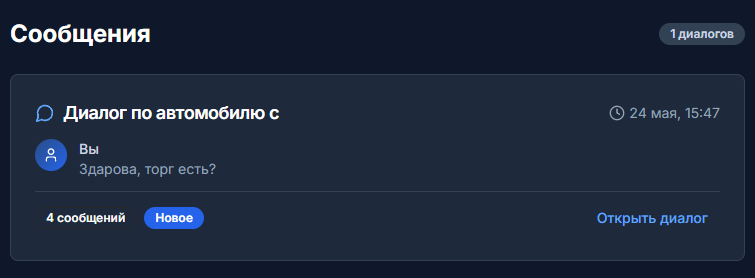 Сообщения
1 диалогов
Диалог по автомобилю с
24 мая, 15:47
Вы
Здарова, торг есть?
4 сообщений
Новое
Открыть диалог